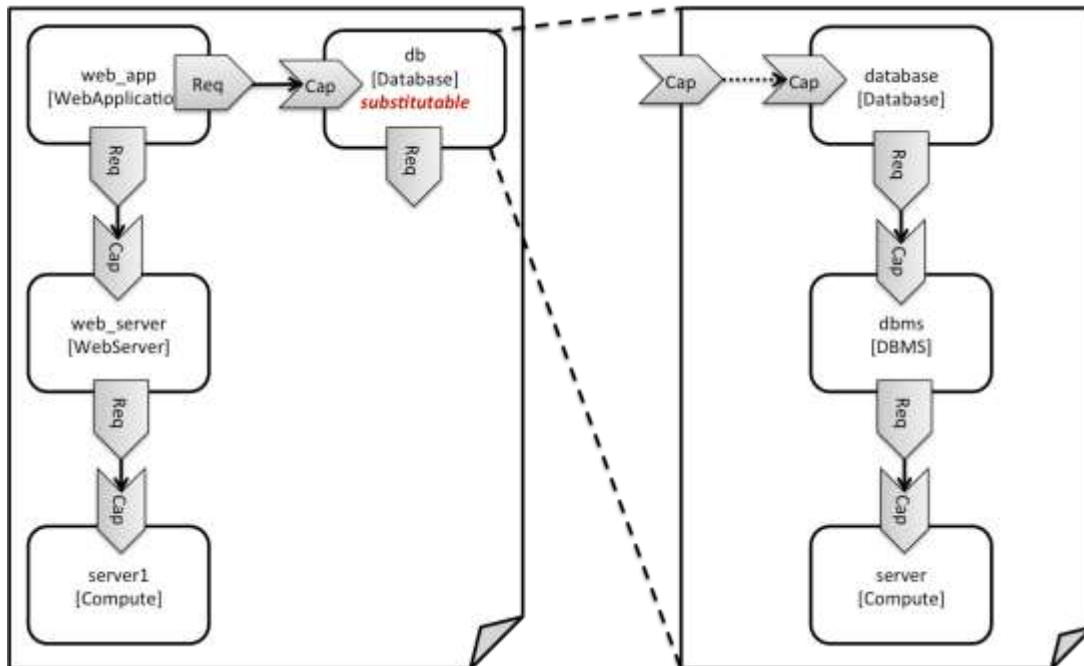 web_app
[WebApplicatio
Req
Cap
db
[Database]
substitutable
Req
Req
Cap
web_server
[WebServer]
Req
Cap
server1
[Compute]
Cap
Cap
database
[Database]
Req
Cap
dbms
[DBMS]
Req
Cap
server
[Compute]